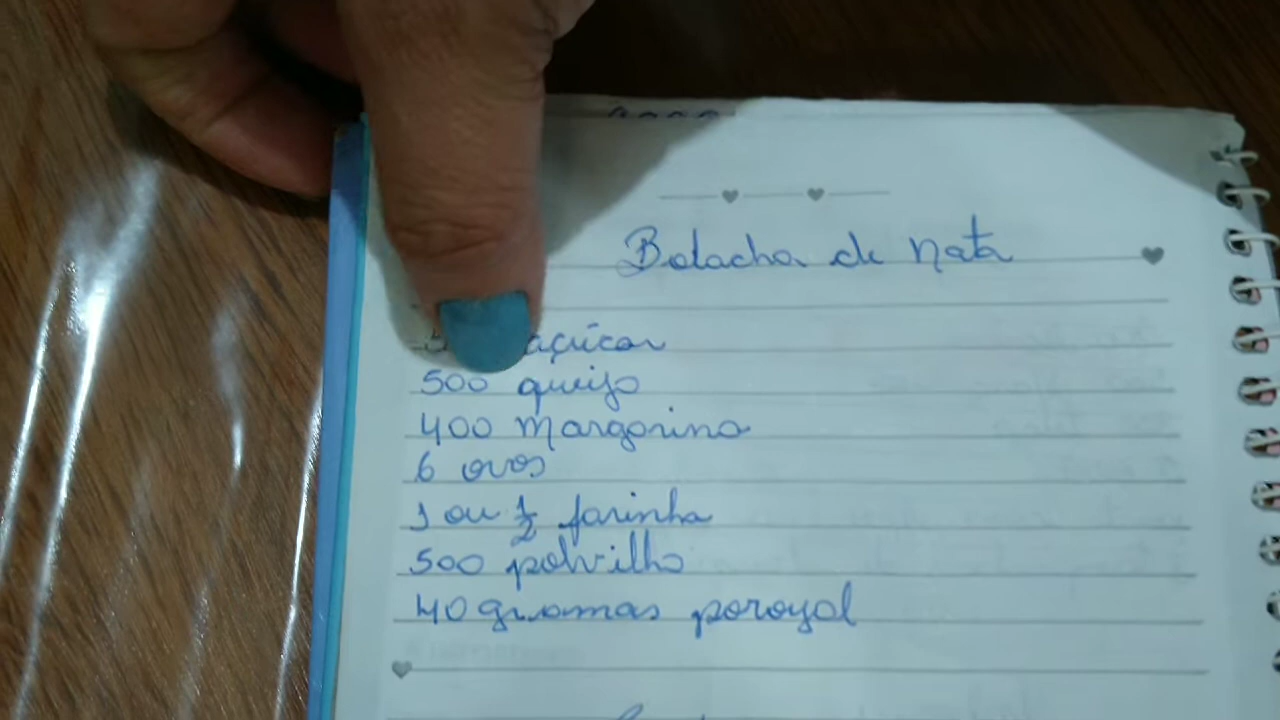 Bolacha de nata
açúcar
500 queijo
400 margarina
6 ovos
1 ou 1/2 farinha
500 polvilho
40 gramas poroyal